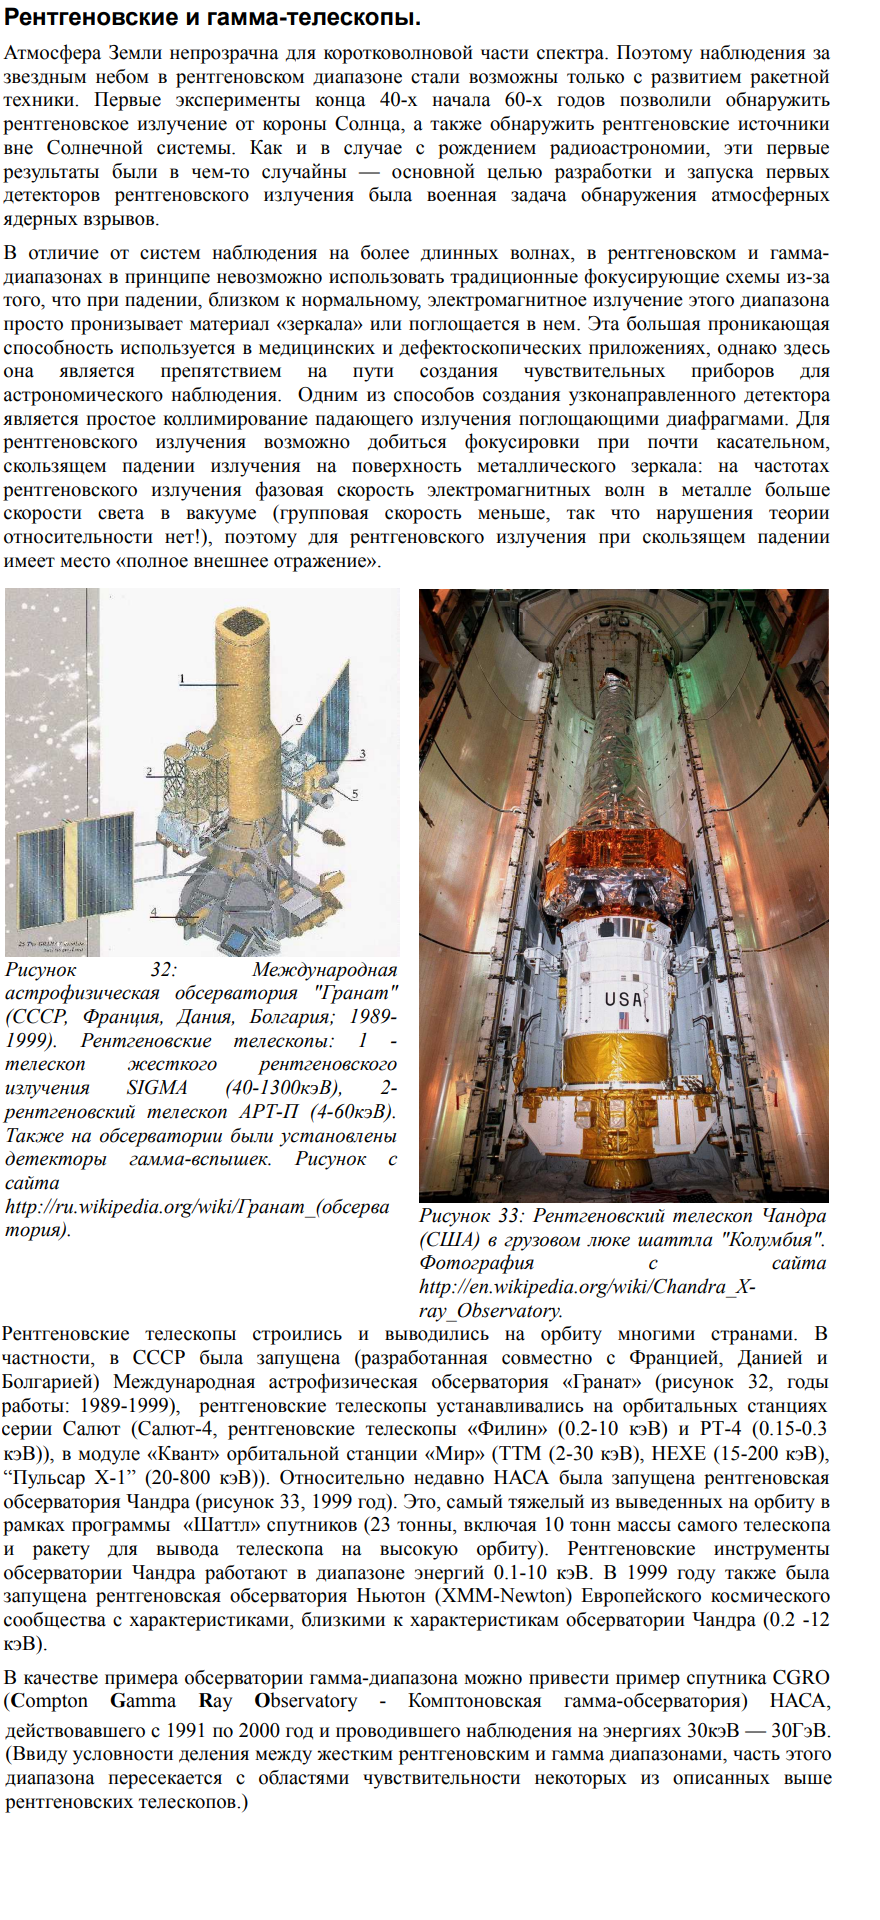 Рентгеновские и гамма-телескопы.
Атмосфера Земли непрозрачна для коротковолновой части спектра. Поэтому наблюдения за
звездным небом в рентгеновском диапазоне стали возможны только с развитием ракетной
техники. Первые эксперименты конца 40-х начала 60-х годов позволили обнаружить
рентгеновское излучение от короны Солнца, а также обнаружить рентгеновские источники
вне Солнечной системы. Как и в случае с рождением радиоастрономии, эти первые
результаты были в чем-то случайны — основной целью разработки и запуска первых
детекторов рентгеновского излучения была военная задача обнаружения атмосферных
ядерных взрывов.
В отличие от систем наблюдения на более длинных волнах, в рентгеновском и гамма-
диапазонах в принципе невозможно использовать традиционные фокусирующие схемы из-за
того, что при падении, близком к нормальному, электромагнитное излучение этого диапазона
просто пронизывает материал «зеркала» или поглощается в нем. Эта большая проникающая
способность используется в медицинских и дефектоскопических приложениях, однако здесь
она является препятствием на пути создания чувствительных приборов для
астрономического наблюдения. Одним из способов создания узконаправленного детектора
является простое коллимирование падающего излучения поглощающими диафрагмами. Для
рентгеновского излучения возможно добиться фокусировки при почти касательном,
скользящем падении излучения на поверхность металлического зеркала: на частотах
рентгеновского излучения фазовая скорость электромагнитных волн в металле больше
скорости света в вакууме (групповая скорость меньше, так что нарушения теории
относительности нет!), поэтому для рентгеновского излучения при скользящем падении
имеет место «полное внешнее отражение».
1
6
2
3
5
4
USA
Рисунок 32: Международная
астрофизическая обсерватория "Гранат"
(СССР, Франция, Дания, Болгария; 1989-
1999). Рентгеновские телескопы: 1 -
телескоп жесткого рентгеновского
излучения SIGMA (40-1300кэВ), 2-
рентгеновский телескоп АРТ-П (4-60кэВ).
Также на обсерватории были установлены
детекторы гамма-вспышек. Рисунок с
сайта
http://ru.wikipedia.org/wiki/Гранат_(обсерва
тория).
Рисунок 33: Рентгеновский телескоп Чандра
(США) в грузовом люке шаттла "Колумбия".
Фотография с сайта
http://en.wikipedia.org/wiki/Chandra_X-
ray_Observatory.
Рентгеновские телескопы строились и выводились на орбиту многими странами. В
частности, в СССР была запущена (разработанная совместно с Францией, Данией и
Болгарией) Международная астрофизическая обсерватория «Гранат» (рисунок 32, годы
работы: 1989-1999), рентгеновские телескопы устанавливались на орбитальных станциях
серии Салют (Салют-4, рентгеновские телескопы «Филин» (0.2-10 кэВ) и РТ-4 (0.15-0.3
кэВ)), в модуле «Квант» орбитальной станции «Мир» (ТТМ (2-30 кэВ), HEXE (15-200 кэВ),
“Пульсар Х-1” (20-800 кэВ)). Относительно недавно НАСА была запущена рентгеновская
обсерватория Чандра (рисунок 33, 1999 год). Это, самый тяжелый из выведенных на орбиту в
рамках программы «Шаттл» спутников (23 тонны, включая 10 тонн массы самого телескопа
и ракету для вывода телескопа на высокую орбиту). Рентгеновские инструменты
обсерватории Чандра работают в диапазоне энергий 0.1-10 кэВ. В 1999 году также была
запущена рентгеновская обсерватория Ньютон (XMM-Newton) Европейского космического
сообщества с характеристиками, близкими к характеристикам обсерватории Чандра (0.2 -12
кэВ).
В качестве примера обсерватории гамма-диапазона можно привести пример спутника CGRO
(Compton Gamma Ray Observatory - Комптоновская гамма-обсерватория) НАСА,
действовавшего с 1991 по 2000 год и проводившего наблюдения на энергиях 30кэВ — 30ГэВ.
(Ввиду условности деления между жестким рентгеновским и гамма диапазонами, часть этого
диапазона пересекается с областями чувствительности некоторых из описанных выше
рентгеновских телескопов.)